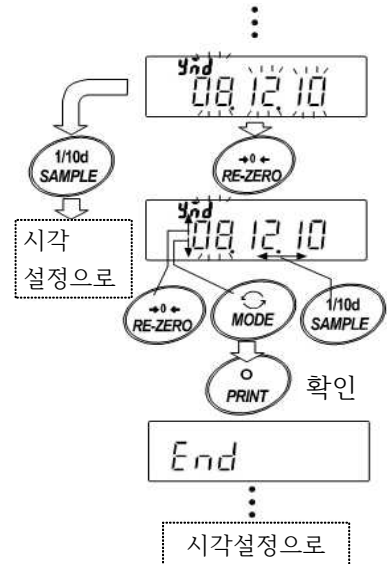 ynd
08.12.10
1/10d
SAMPLE
→0←
RE-ZERO
ynd
08.12.10
시각
설정으로
→0←
RE-ZERO
MODE
1/10d
SAMPLE
PRINT
확인
End
시각설정으로